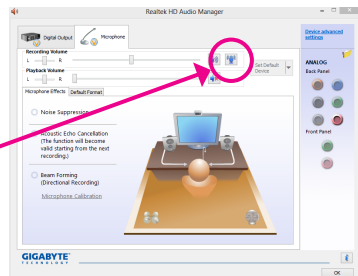 Realtek HD Audio Manager
Digital Output
Microphone
Device advanced
settings
Recording Volume
L
R
Set Default
Device
Playback Volume
L
R
ANALOG
Back Panel
Microphone Effects
Default Format
Noise Suppression
Acoustic Echo Cancellation
(The function will become
valid starting from the next
recording.)
Beam Forming
(Directional Recording)
Microphone Calibration
Front Panel
GIGABYTE™
TECHNOLOGY
i
OK